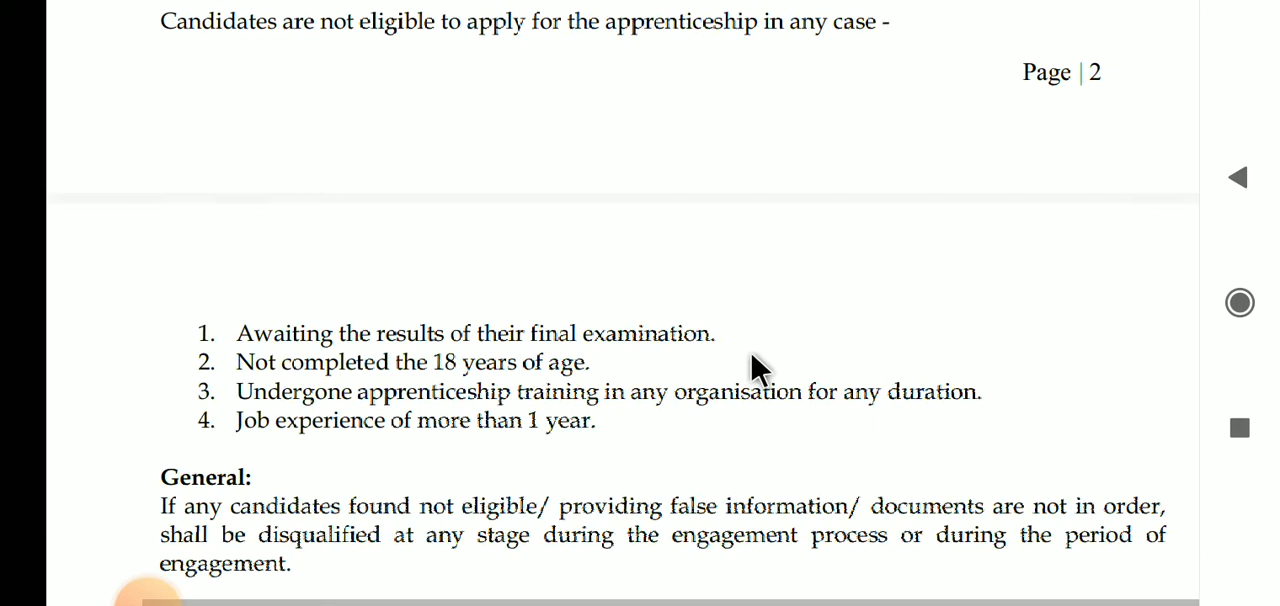 Candidates are not eligible to apply for the apprenticeship in any case -
Page | 2
1. Awaiting the results of their final examination.
2. Not completed the 18 years of age.
3. Undergone apprenticeship training in any organisation for any duration.
4. Job experience of more than 1 year.
General:
If any candidates found not eligible/ providing false information/ documents are not in order,
shall be disqualified at any stage during the engagement process or during the period of
engagement.